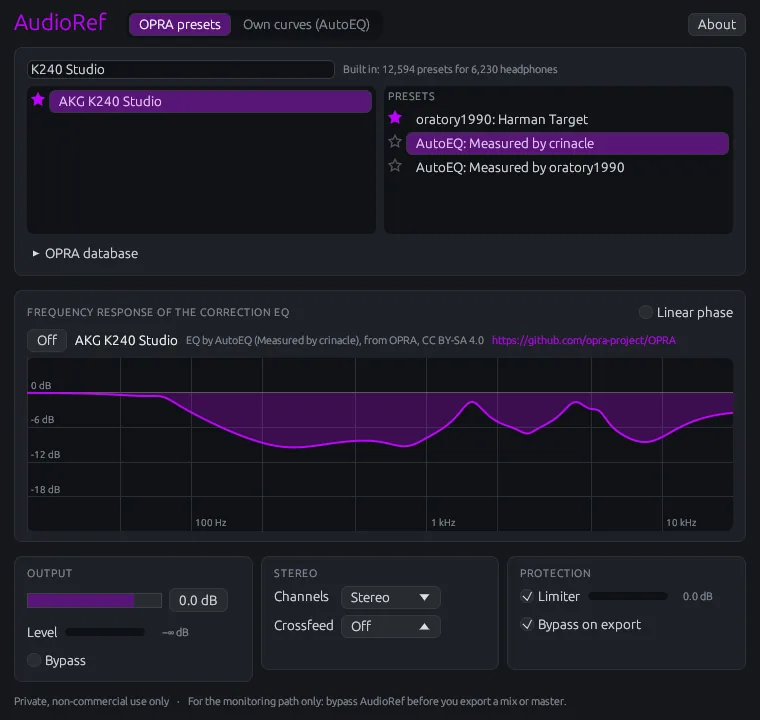 AudioRef OPRA presets Own curves (AutoEQ) About
K240 Studio Built in: 12,594 presets for 6,230 headphones
AKG K240 Studio
PRESETS
oratory1990: Harman Target
AutoEQ: Measured by crinacle
AutoEQ: Measured by oratory1990
▸ OPRA database
FREQUENCY RESPONSE OF THE CORRECTION EQ Linear phase
Off AKG K240 Studio EQ by AutoEQ (Measured by crinacle), from OPRA, CC BY-SA 4.0 https://github.com/opra-project/OPRA
0 dB
-6 dB
-12 dB
-18 dB
100 Hz 1 kHz 10 kHz
OUTPUT
0.0 dB
Level -∞ dB
Bypass
STEREO
Channels Stereo
Crossfeed Off
PROTECTION
Limiter 0.0 dB
Bypass on export
Private, non-commercial use only · For the monitoring path only: bypass AudioRef before you export a mix or master.